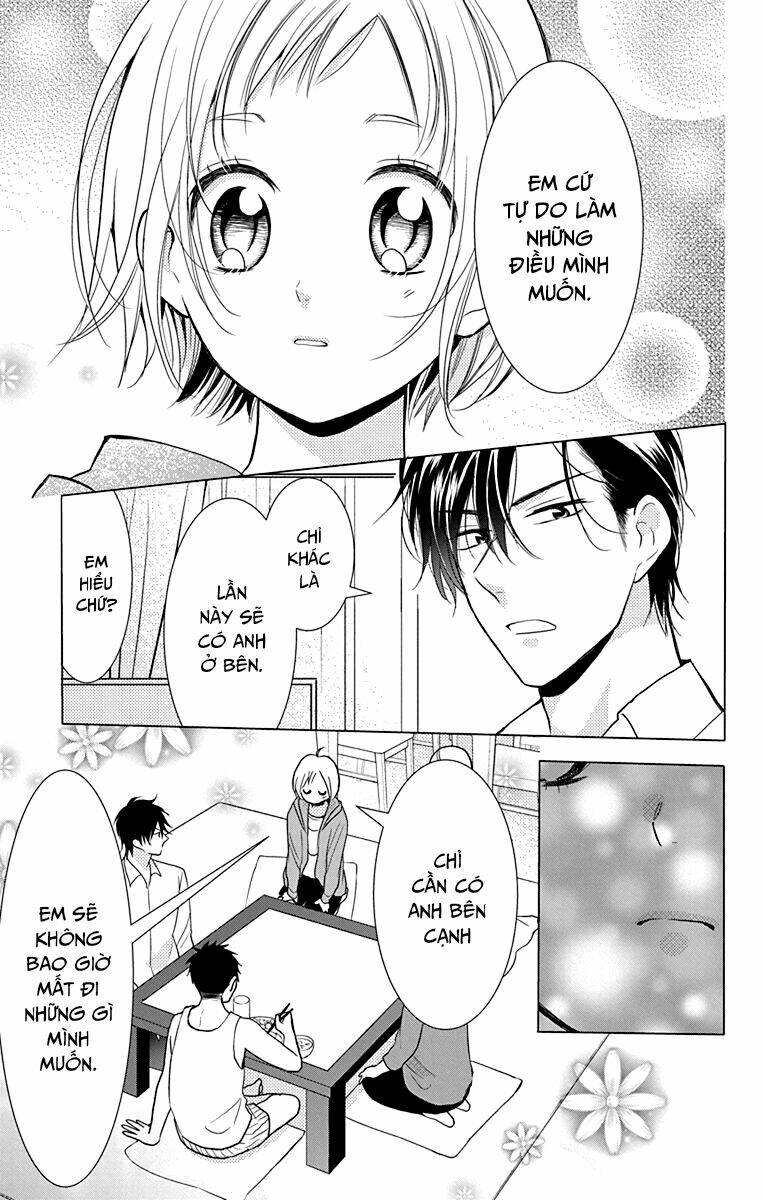 EM CỨ
TỰ DO LÀM
NHỮNG
ĐIỀU MÌNH
MUỐN.
CHỈ
KHÁC
LÀ
LẦN
NÀY SẼ
CÓ ANH
Ở BÊN.
EM
HIỂU
CHỨ?
CHỈ
CẦN CÓ
ANH BÊN
CẠNH
EM SẼ
KHÔNG
BAO GIỜ
MẤT ĐI
NHỮNG GÌ
MÌNH
MUỐN.